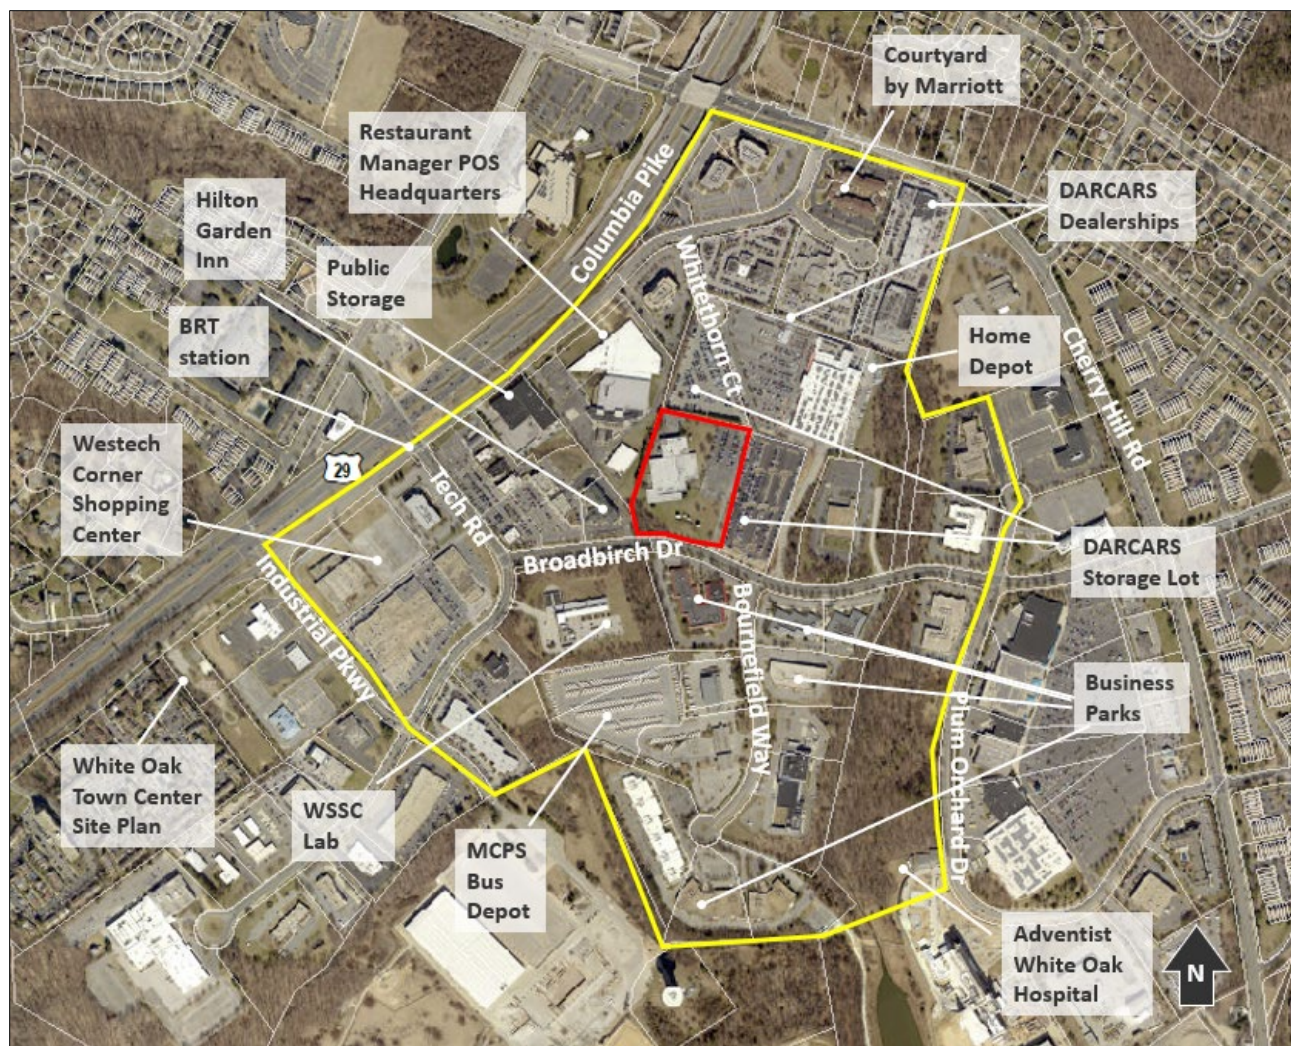 Courtyard
by Marriott
Restaurant
Manager POS
Headquarters
Columbia Pike
DARCARS
Dealerships
Hilton
Garden
Inn
Public
Storage
Whitethorn Ct
BRT
station
Home
Depot
Cherry Hill Rd
Westech
Corner
Shopping
Center
29
Tech Rd
Broadbirch Dr
DARCARS
Storage Lot
Industrial Pkwy
Bournefield Way
Business
Parks
Plum Orchard Dr
White Oak
Town Center
Site Plan
WSSC
Lab
MCPS
Bus
Depot
Adventist
White Oak
Hospital
N